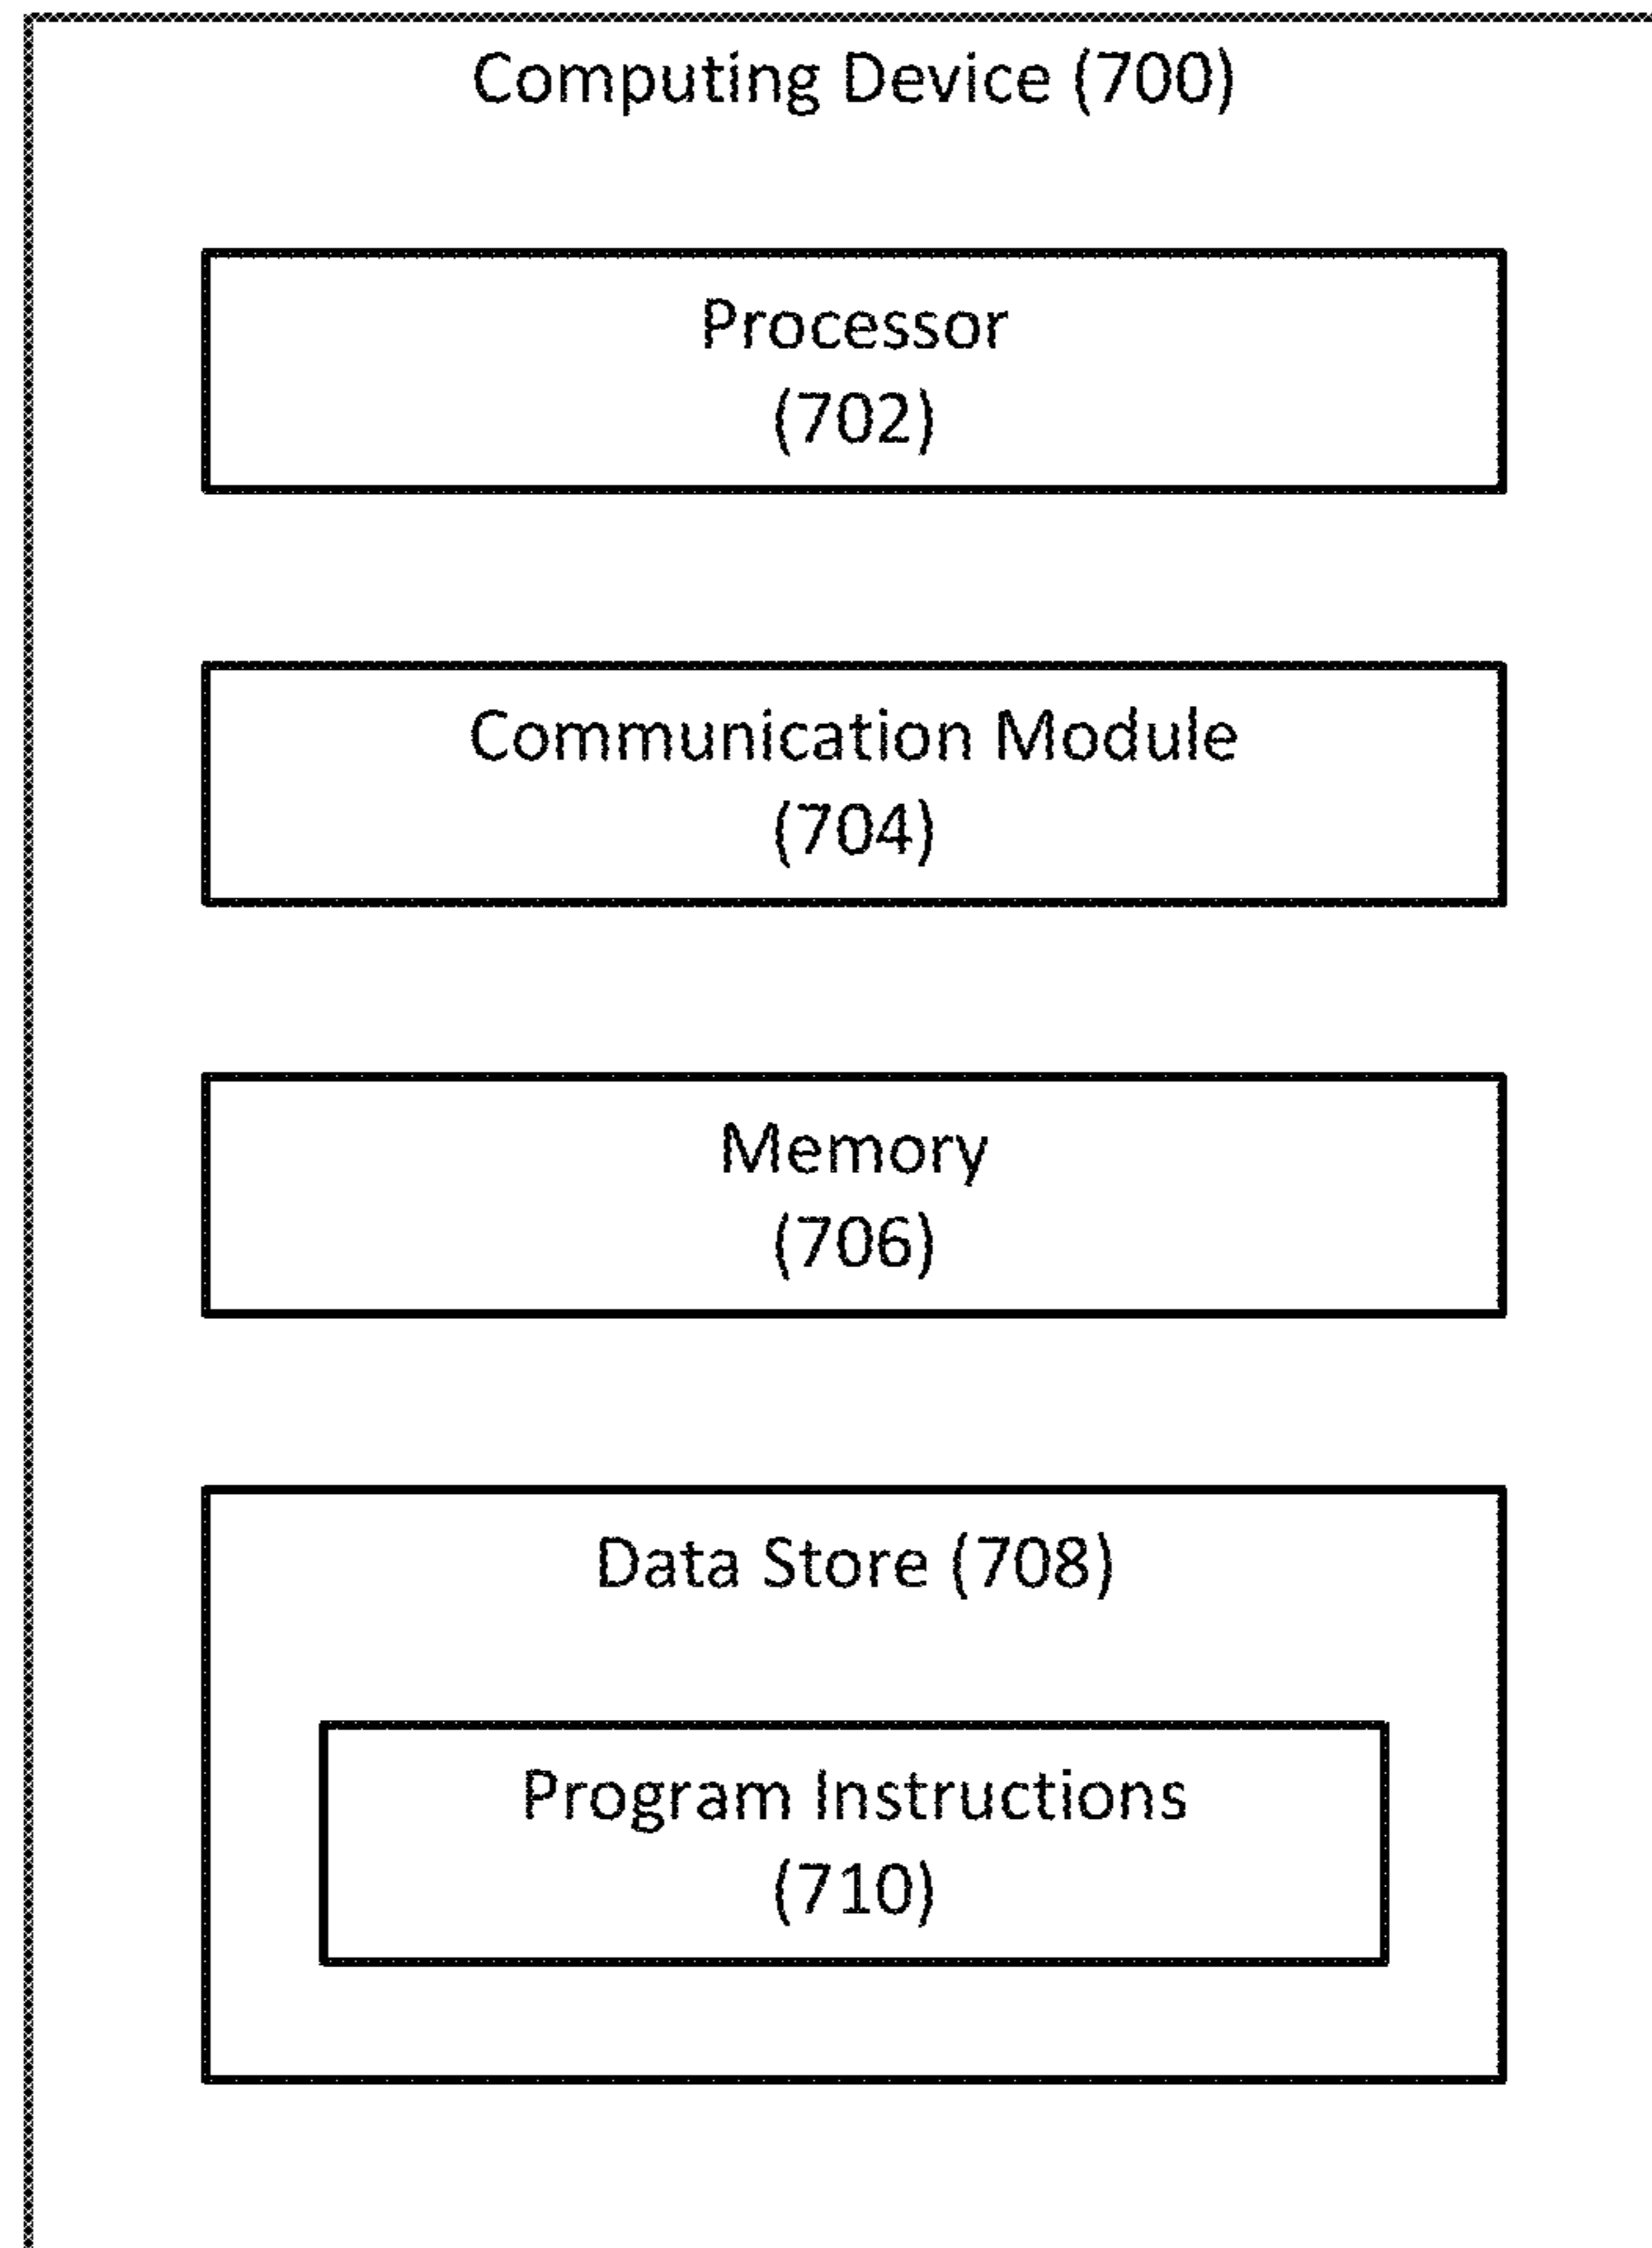 Computing Device (700)
Processor
(702)
Communication Module
(704)
Memory
(706)
Data Store (708)
Program Instructions
(710)